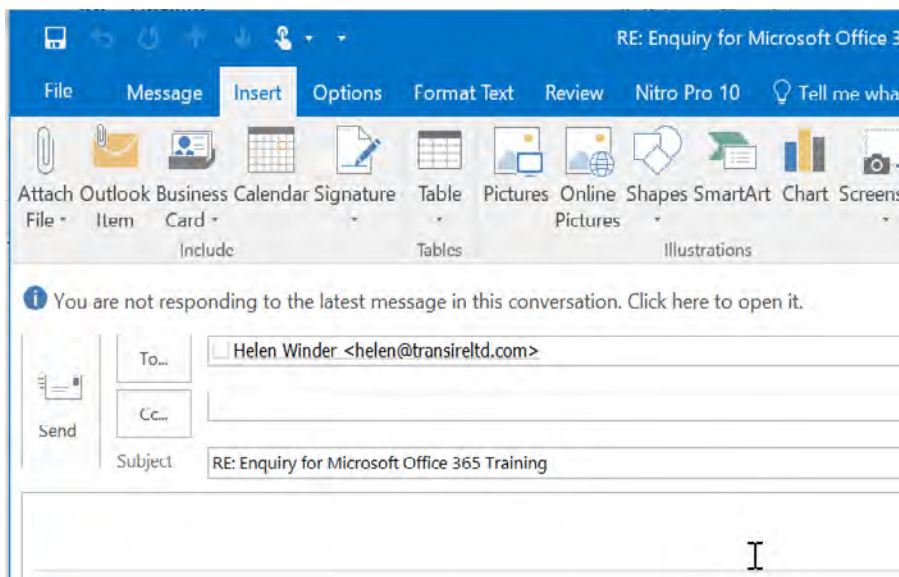 RE: Enquiry for Microsoft Office 3
File Message Insert Options Format Text Review Nitro Pro 10 Tell me wha
Attach Outlook Business Calendar Signature Table Pictures Online Shapes SmartArt Chart Screens
File Item Card Pictures
Include Tables Illustrations
You are not responding to the latest message in this conversation. Click here to open it.
To... Helen Winder <helen@transireltd.com>
Cc...
Send
Subject RE: Enquiry for Microsoft Office 365 Training